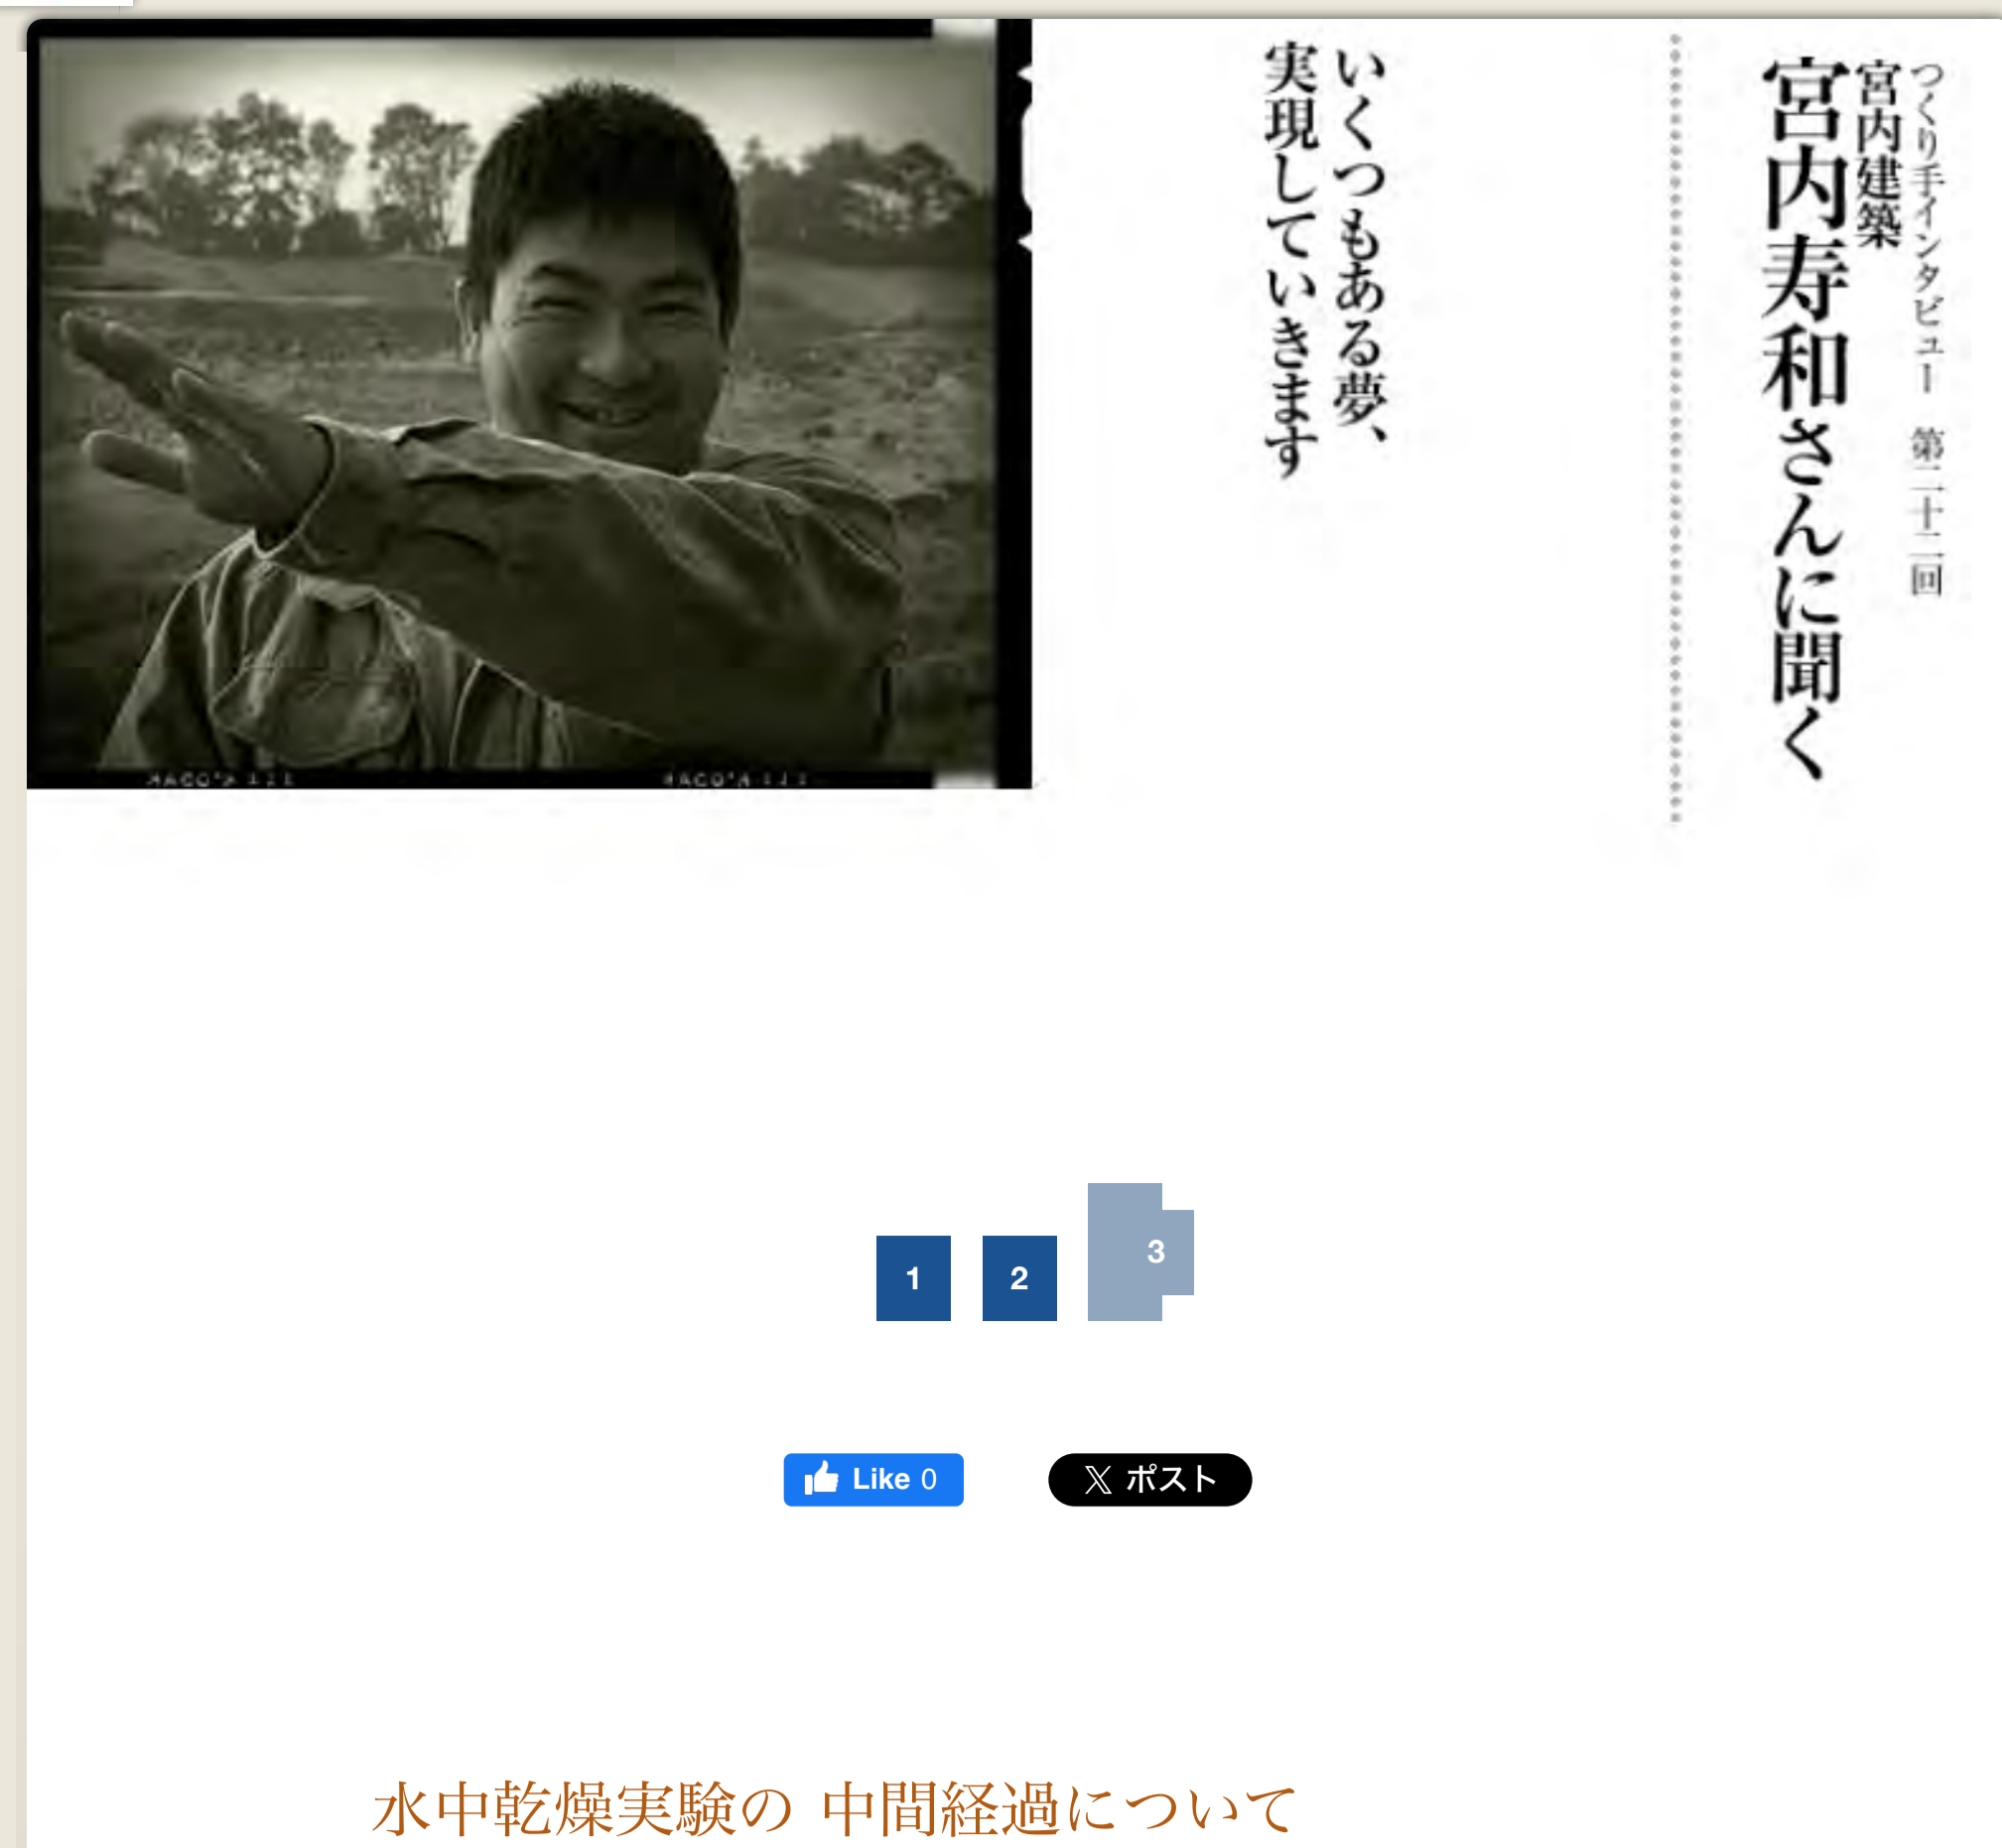 つくり手インタビュー 第二十二回
宮内建築
宮内寿和さんに聞く
いくつもある夢、
実現していきます
1
2
3
Like 0
ポスト
水中乾燥実験の 中間経過について